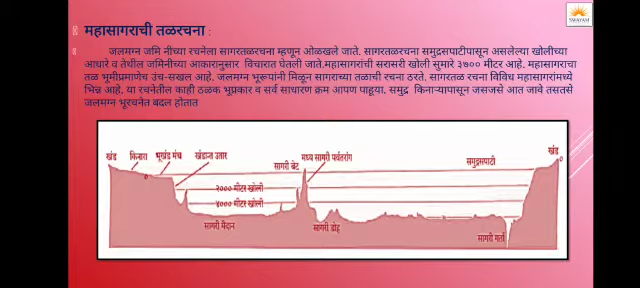 महासागराची तळरचना :
जलमग्न जमि नीच्या रचनेला सागरतळरचना म्हणून ओळखले जाते. सागरतळरचना समुद्रसपाटीपासून असलेल्या खोलीच्या
आधारे व तेथील जमिनीच्या आकारानुसार विचारात घेतली जाते.महासागरांची सरासरी खोली सुमारे ३७०० मीटर आहे. महासागराचा
तळ भूमीप्रमाणेच उंच-सखल आहे. जलमग्न भूरूपांनी मिळून सागराच्या तळाची रचना ठरते. सागरतळ रचना विविध महासागरांमध्ये
भिन्न आहे. या रचनेतील काही ठळक भूप्रकार व सर्व साधारण क्रम आपण पाहूया. समुद्र किनाऱ्यापासून जसजसे आत जावे तसतसे
जलमग्न भूरचनेत बदल होतात
SWAYAM
खंड किनारा भूखंड मंच खंडान्त उतार सागरी बेट मध्य सागरी पर्वतरांग समुद्रसपाटी खंड
०
०
२००० मीटर खोली
४००० मीटर खोली
सागरी मैदान सागरी डोह सागरी गर्ता